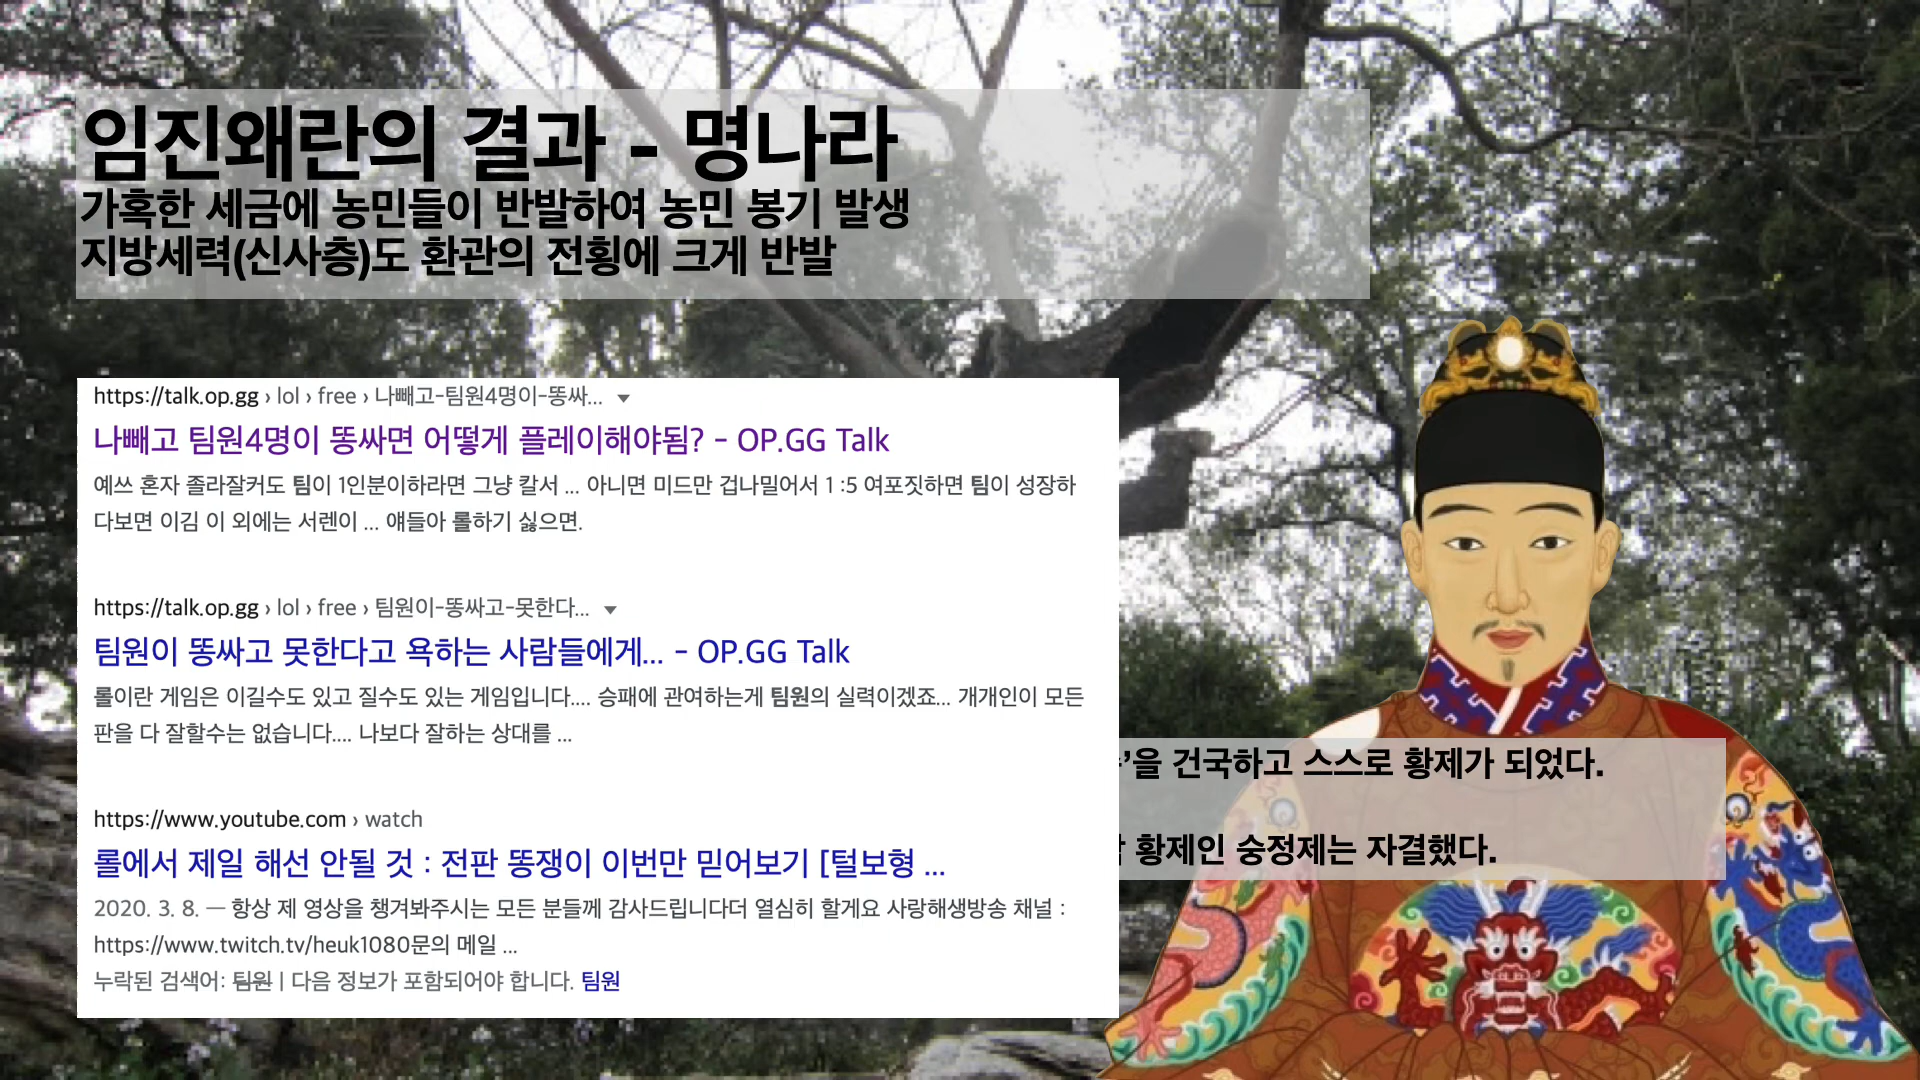 임진왜란의 결과 - 명나라
가혹한 세금에 농민들이 반발하여 농민 봉기 발생
지방세력(신사층)도 환관의 전횡에 크게 반발
https://talk.op.gg › lol › free › 나빼고-팀원4명이-똥싸...
나빼고 팀원4명이 똥싸면 어떻게 플레이해야됨? - OP.GG Talk
예쓰 혼자 졸라잘커도 팀이 1인분이하라면 그냥 칼서 ... 아니면 미드만 겁나밀어서 1 :5 여포짓하면 팀이 성장하
다보면 이김 이 외에는 서렌이 ... 얘들아 롤하기 싫으면.
https://talk.op.gg › lol › free › 팀원이-똥싸고-못한다...
팀원이 똥싸고 못한다고 욕하는 사람들에게... - OP.GG Talk
롤이란 게임은 이길수도 있고 질수도 있는 게임입니다.... 승패에 관여하는게 팀원의 실력이겠죠... 개개인이 모든
판을 다 잘할수는 없습니다.... 나보다 잘하는 상대를 ...
https://www.youtube.com › watch
롤에서 제일 해선 안될 것 : 전판 똥쟁이 이번만 믿어보기 [털보형 ...
2020. 3. 8. — 항상 제 영상을 챙겨봐주시는 모든 분들께 감사드립니다더 열심히 할게요 사랑해생방송 채널 :
https://www.twitch.tv/heuk1080문의 메일 ...
누락된 검색어: 팀원 | 다음 정보가 포함되어야 합니다. 팀원
’을 건국하고 스스로 황제가 되었다.
황제인 숭정제는 자결했다.